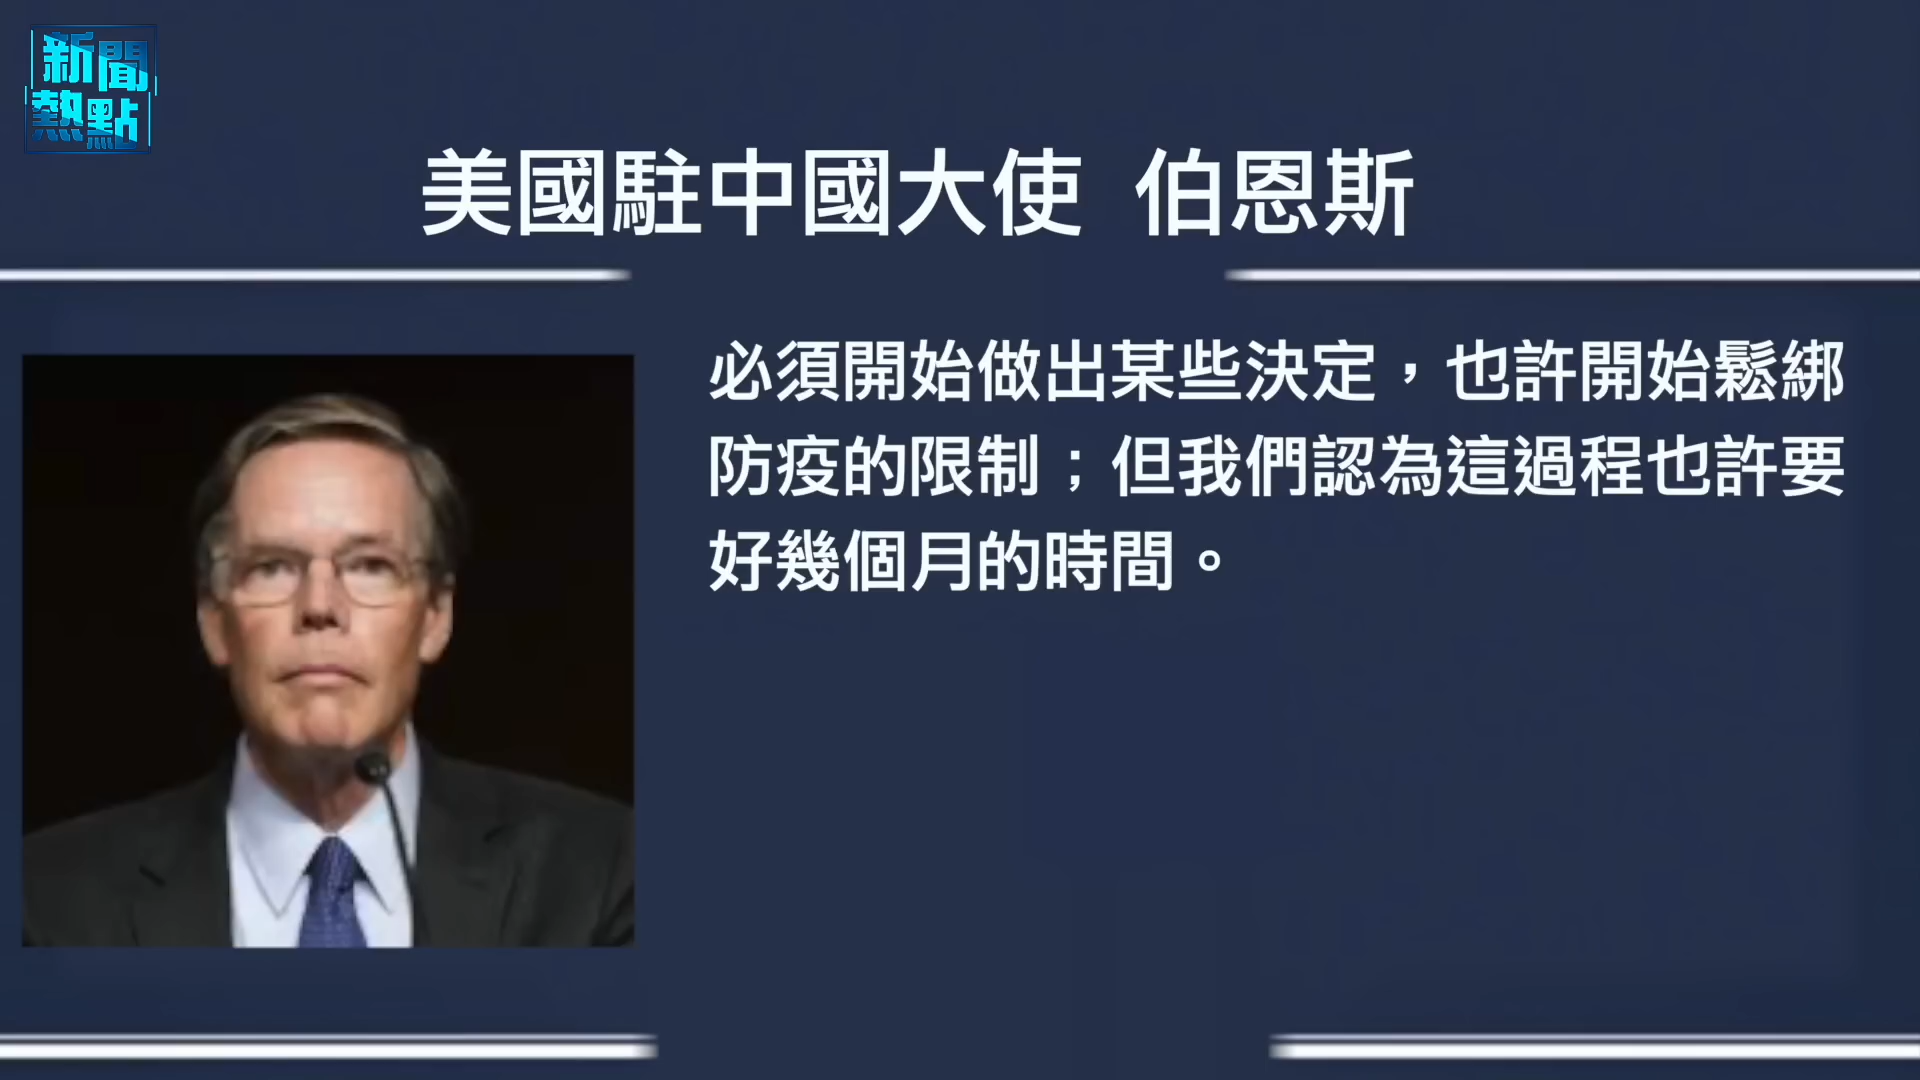 新聞
熱點
美國駐中國大使 伯恩斯
必須開始做出某些決定，也許開始鬆綁
防疫的限制；但我們認為這過程也許要
好幾個月的時間。